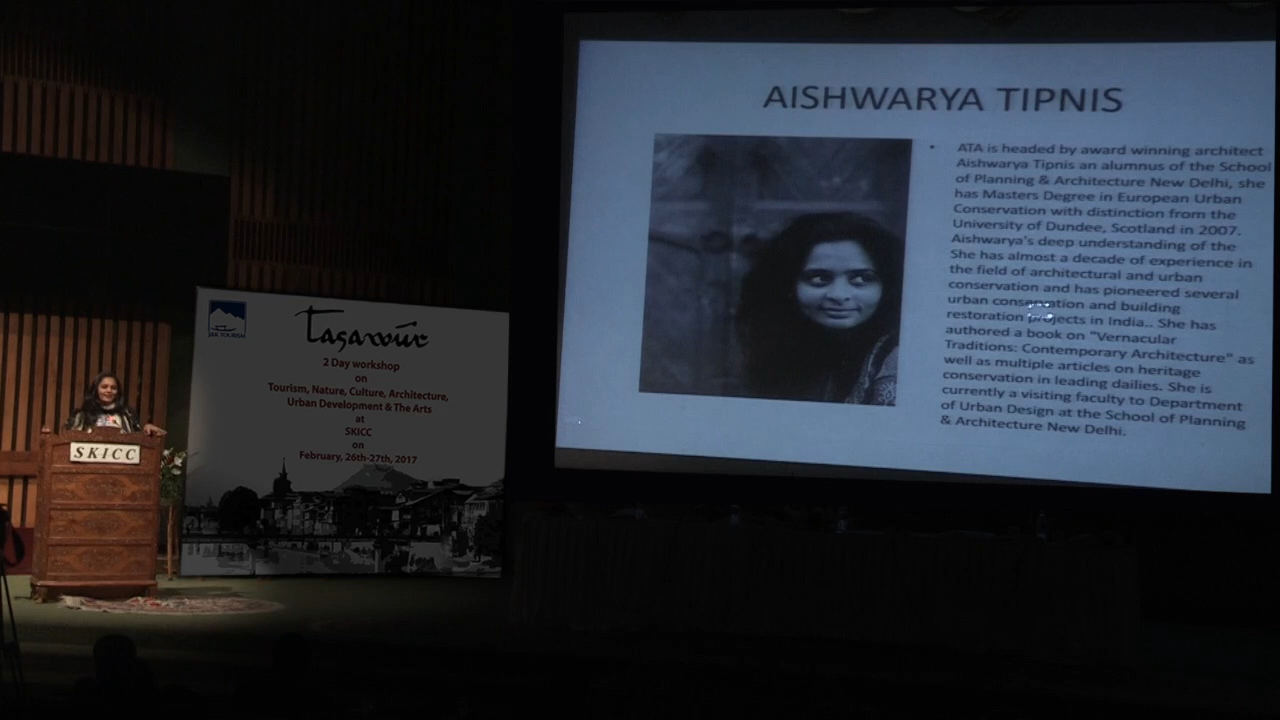 AISHWARYA TIPNIS
• ATA is headed by award winning architect
Aishwarya Tipnis an alumnus of the School
of Planning & Architecture New Delhi, she
has Masters Degree in European Urban
Conservation with distinction from the
University of Dundee, Scotland in 2007.
Aishwarya's deep understanding of the
She has almost a decade of experience in
the field of architectural and urban
conservation and has pioneered several
urban conservation and building
restoration projects in India.. She has
authored a book on "Vernacular
Traditions: Contemporary Architecture" as
well as multiple articles on heritage
conservation in leading dailies. She is
currently a visiting faculty to Department
of Urban Design at the School of Planning
& Architecture New Delhi.
J&K TOURISM
Tasawūr
2 Day workshop
on
Tourism, Nature, Culture, Architecture,
Urban Development & The Arts
at
SKICC
on
February, 26th-27th, 2017
SKICC